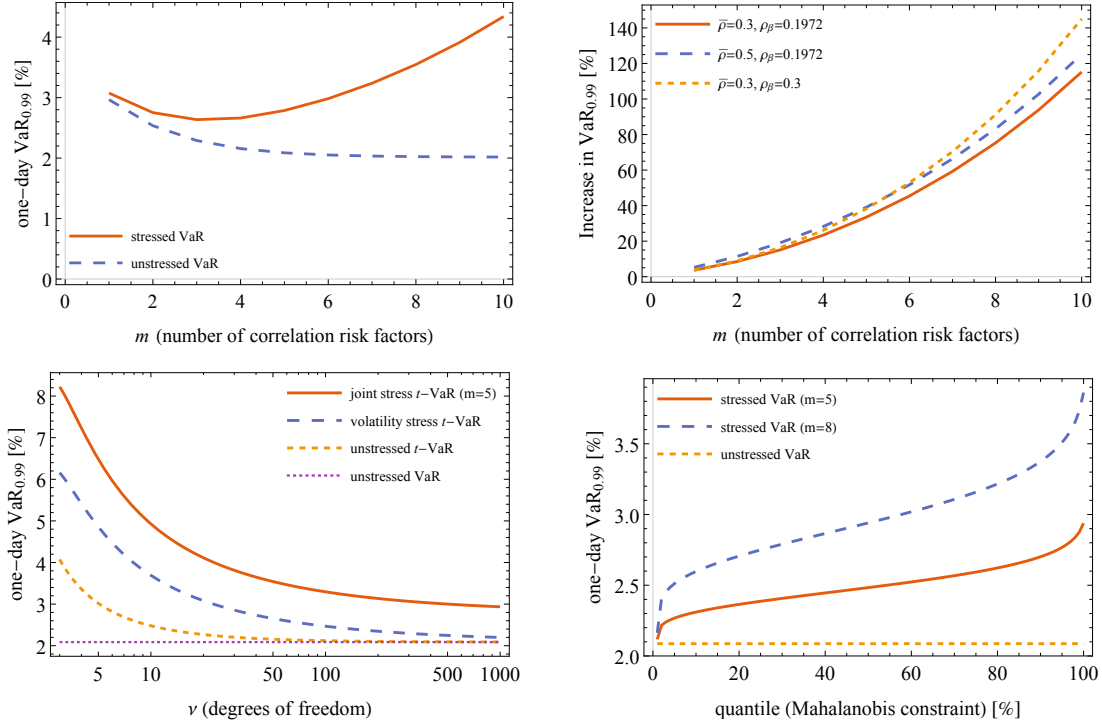 one-day VaR0.99 [%]
4
3
2
1
0
stressed VaR
unstressed VaR
0 2 4 6 8 10
m (number of correlation risk factors)
Increase in VaR0.99 [%]
140
120
100
80
60
40
20
0
ρ̅=0.3, ρβ=0.1972
ρ̅=0.5, ρβ=0.1972
ρ̅=0.3, ρβ=0.3
0 2 4 6 8 10
m (number of correlation risk factors)
one-day VaR0.99 [%]
8
7
6
5
4
3
2
joint stress t-VaR (m=5)
volatility stress t-VaR
unstressed t-VaR
unstressed VaR
5 10 50 100 500 1000
ν (degrees of freedom)
one-day VaR0.99 [%]
3.5
3.0
2.5
2.0
stressed VaR (m=5)
stressed VaR (m=8)
unstressed VaR
0 20 40 60 80 100
quantile (Mahalanobis constraint) [%]